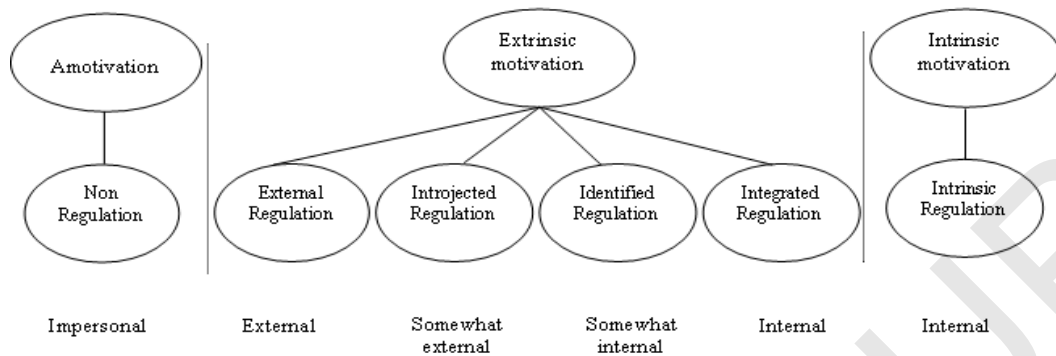 Amotivation
Extrinsic
motivation
Intrinsic
motivation
Non
Regulation
External
Regulation
Introjected
Regulation
Identified
Regulation
Integrated
Regulation
Intrinsic
Regulation
Impersonal
External
Somewhat
external
Somewhat
internal
Internal
Internal